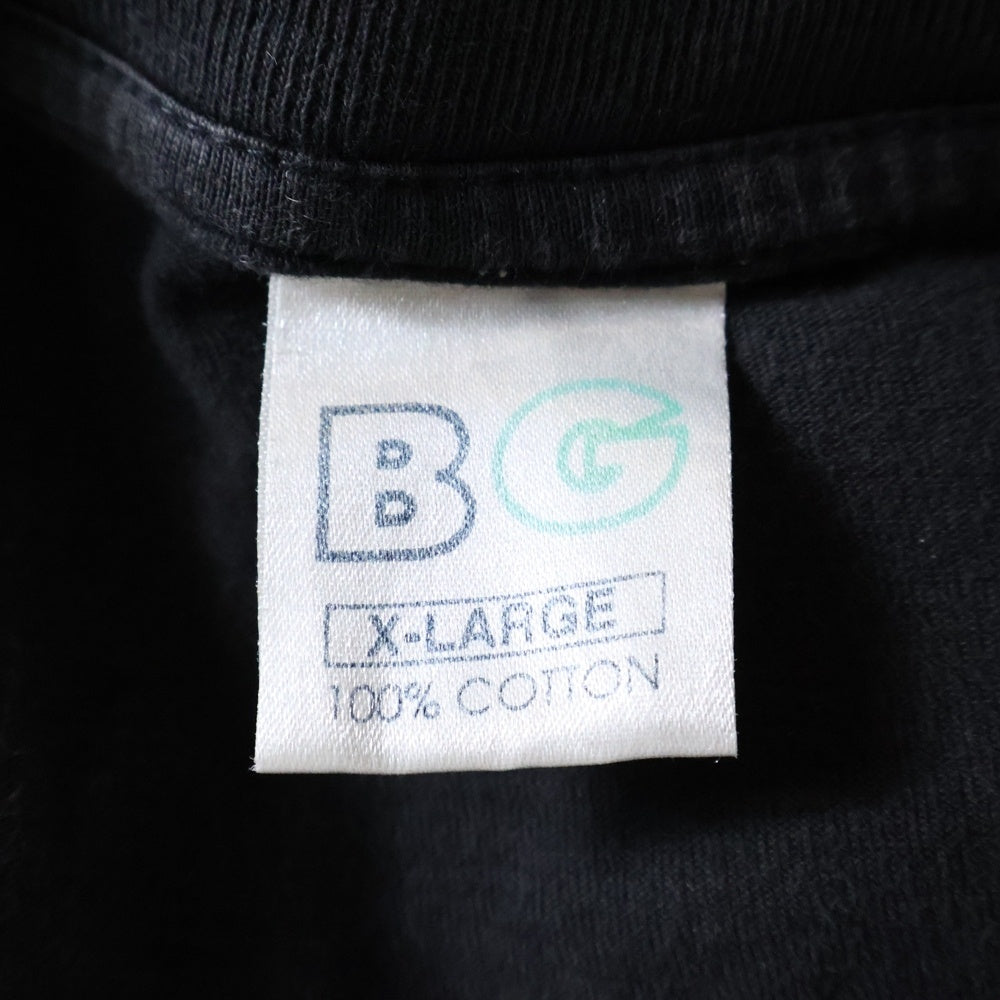 BG
X-LARGE
100% COTTON